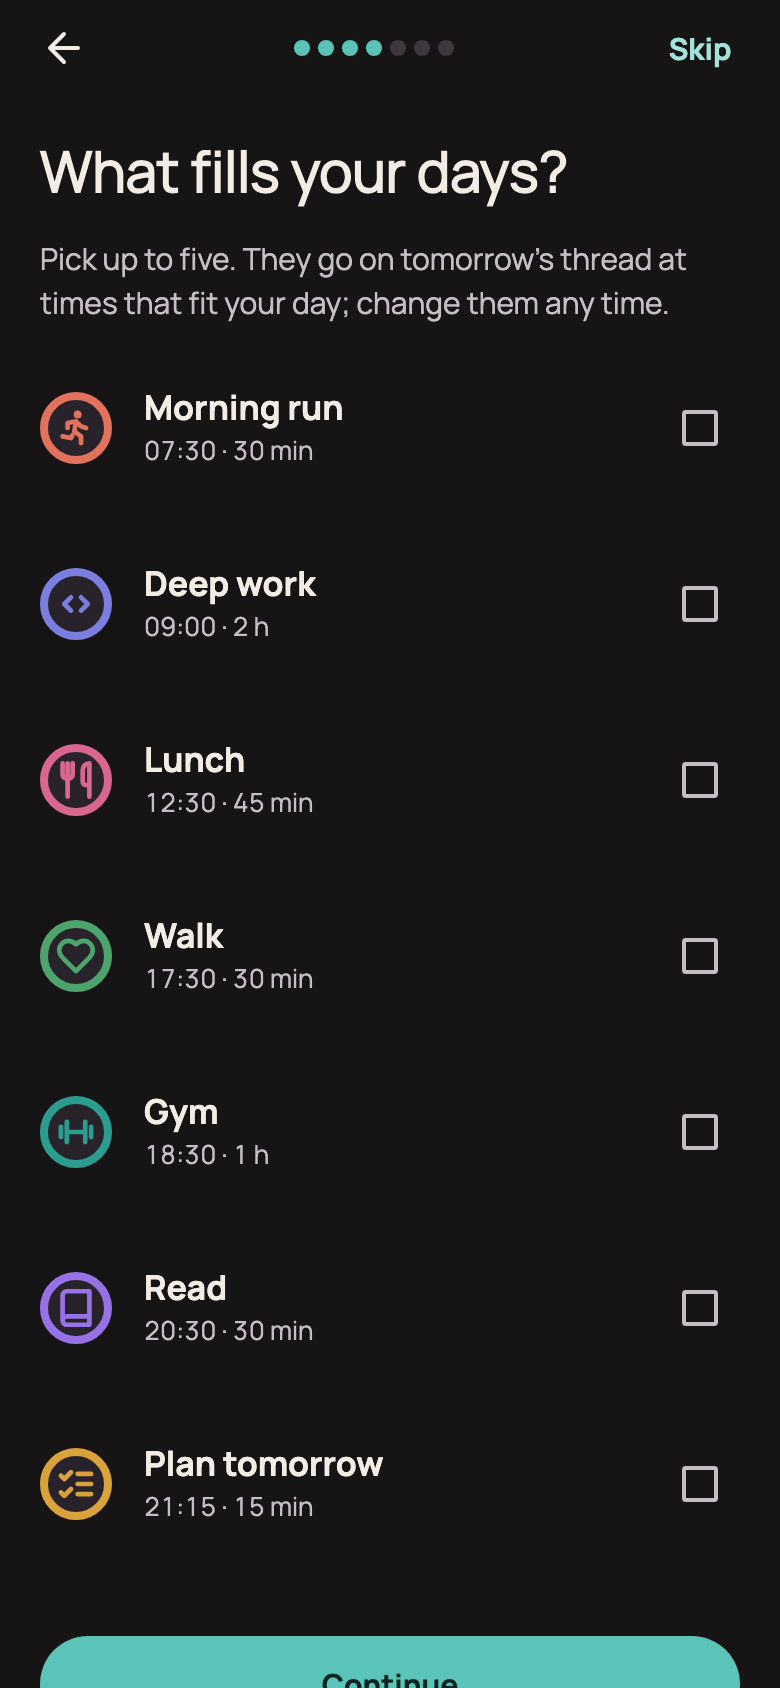 Skip
What fills your days?
Pick up to five. They go on tomorrow's thread at
times that fit your day; change them any time.
Morning run
07:30 · 30 min
Deep work
09:00 · 2 h
Lunch
12:30 · 45 min
Walk
17:30 · 30 min
Gym
18:30 · 1 h
Read
20:30 · 30 min
Plan tomorrow
21:15 · 15 min
Continue